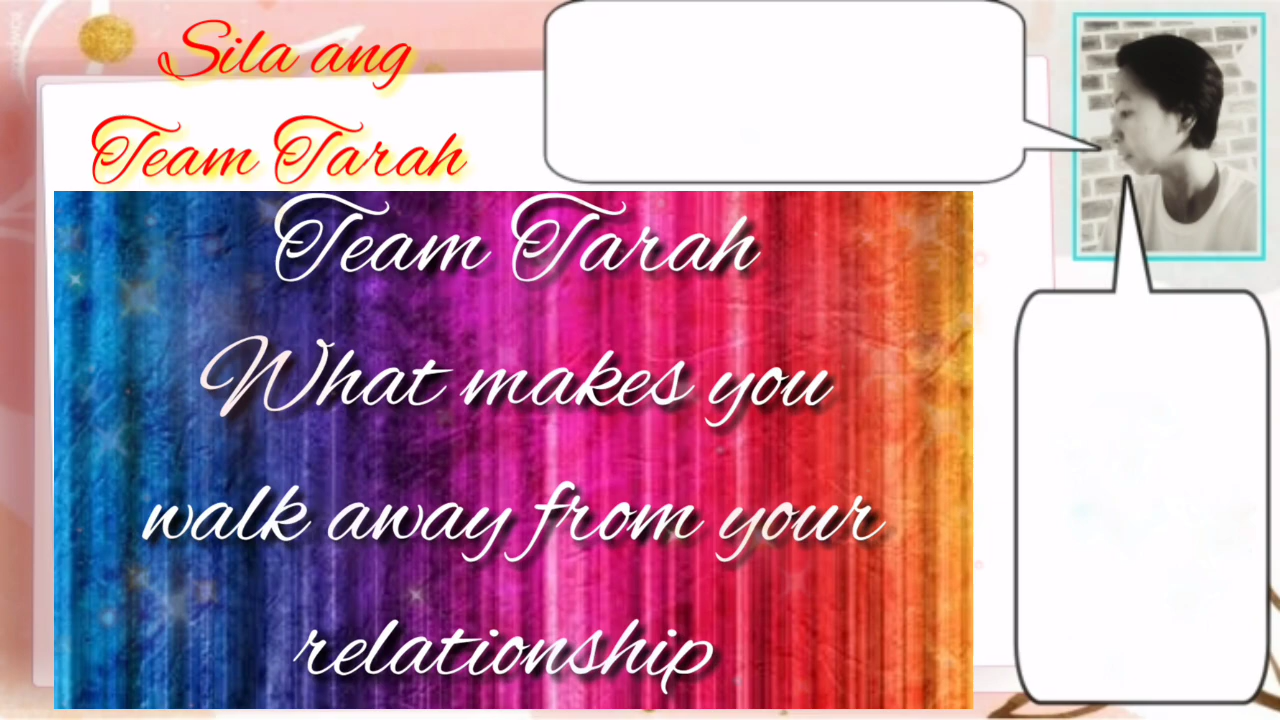 Sila ang
Team Tarah
Team Tarah
What makes you
walk away from your
relationship